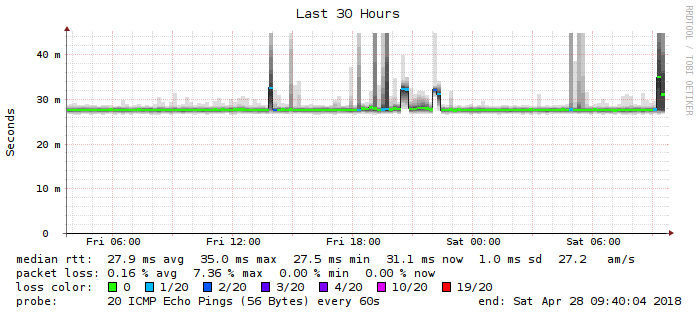 Last 30 Hours
RRDTOOL / TOBI OETIKER
Seconds
40 m
30 m
20 m
10 m
0
Fri 06:00 Fri 12:00 Fri 18:00 Sat 00:00 Sat 06:00
median rtt: 27.9 ms avg 35.0 ms max 27.5 ms min 31.1 ms now 1.0 ms sd 27.2 am/s
packet loss: 0.16 % avg 7.36 % max 0.00 % min 0.00 % now
loss color: 0 1/20 2/20 3/20 4/20 10/20 19/20
probe: 20 ICMP Echo Pings (56 Bytes) every 60s end: Sat Apr 28 09:40:04 2018